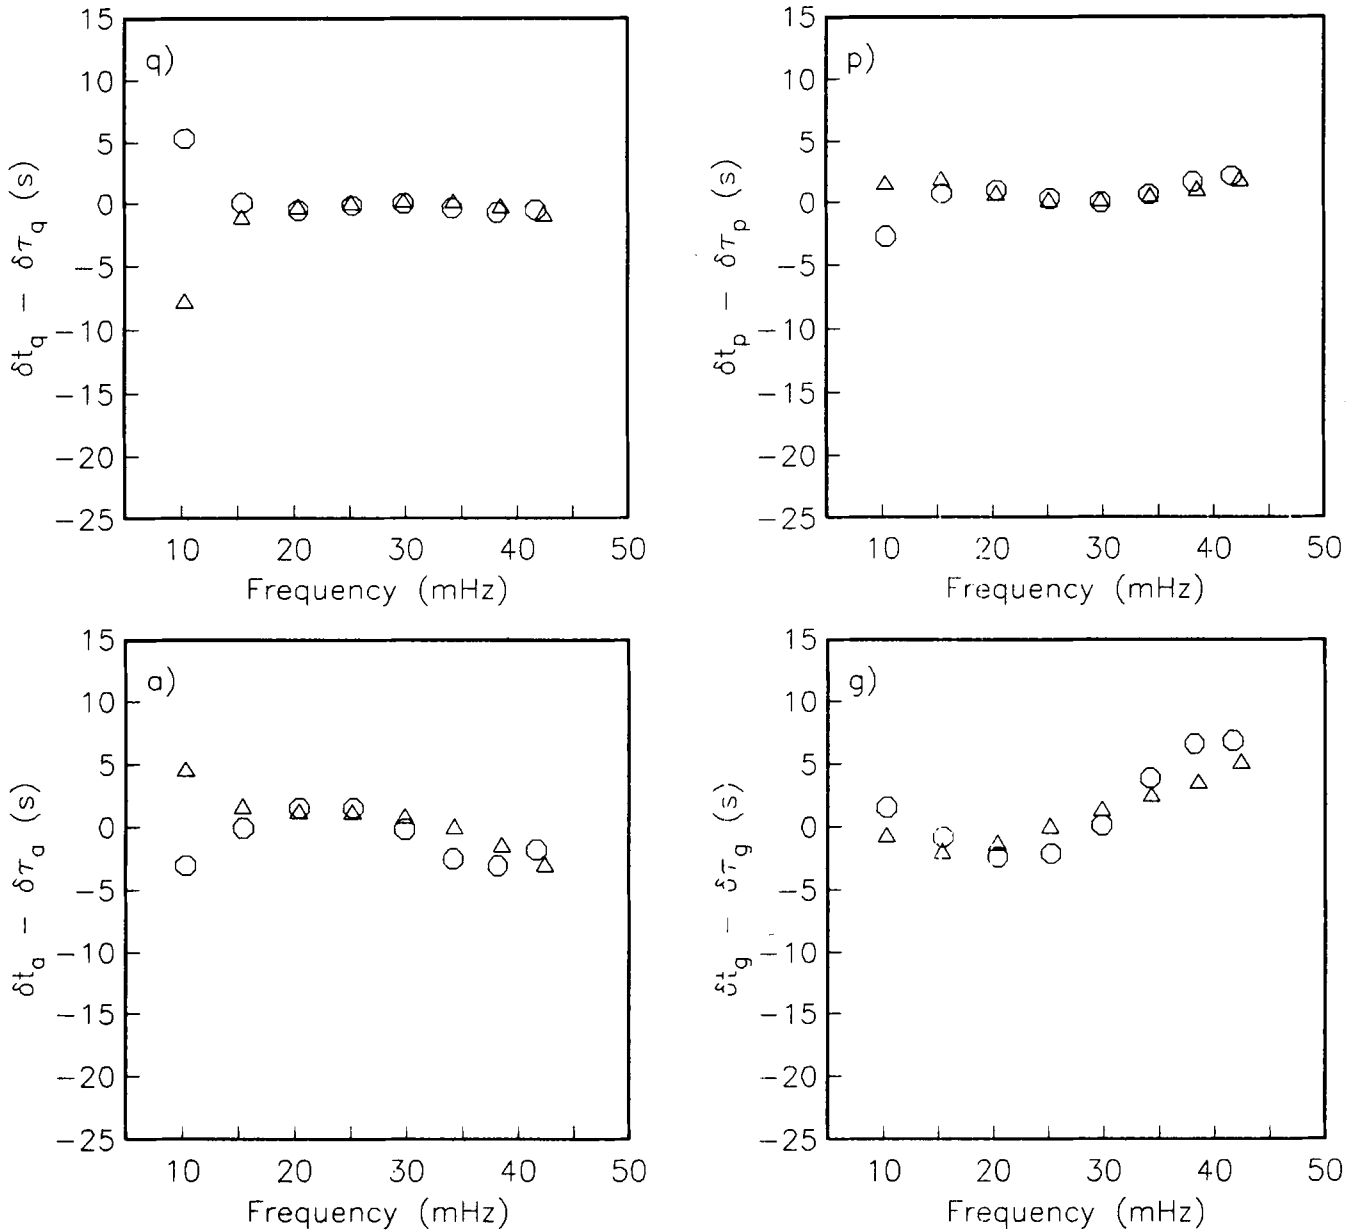 q)
15
10
5
0
−5
−10
−15
−20
−25
δt_q − δτ_q (s)
10 20 30 40 50
Frequency (mHz)
p)
15
10
5
0
−5
−10
−15
−20
−25
δt_p − δτ_p (s)
10 20 30 40 50
Frequency (mHz)
a)
15
10
5
0
−5
−10
−15
−20
−25
δt_a − δτ_a (s)
10 20 30 40 50
Frequency (mHz)
g)
15
10
5
0
−5
−10
−15
−20
−25
δt_g − δτ_g (s)
10 20 30 40 50
Frequency (mHz)